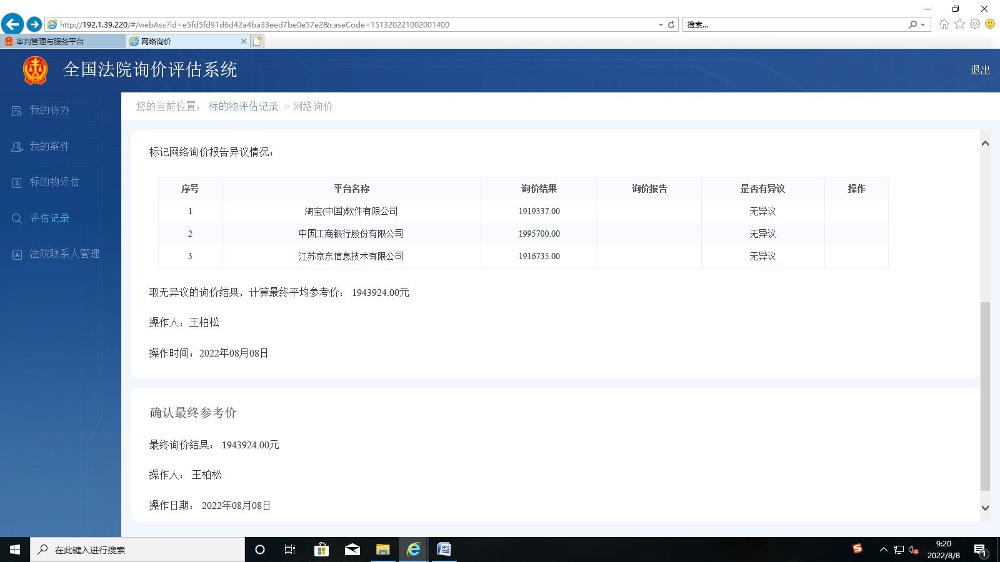 http://192.1.39.220/#/webAss?id=e5fd5fd91d6d42a4ba33eed7be0e57e2&caseCode=151320221002001400
搜索...
审判管理与服务平台
网络询价
全国法院询价评估系统
退出
我的待办
我的案件
标的物评估
评估记录
法院联系人管理
您的当前位置： 标的物评估记录 > 网络询价
标记网络询价报告异议情况：
序号 平台名称 询价结果 询价报告 是否有异议 操作
1 淘宝(中国)软件有限公司 1919337.00 无异议
2 中国工商银行股份有限公司 1995700.00 无异议
3 江苏京东信息技术有限公司 1916735.00 无异议
取无异议的询价结果，计算最终平均参考价： 1943924.00元
操作人：王柏松
操作时间：2022年08月08日
确认最终参考价
最终询价结果： 1943924.00元
操作人： 王柏松
操作日期： 2022年08月08日
在此键入进行搜索
9:20
2022/8/8
1